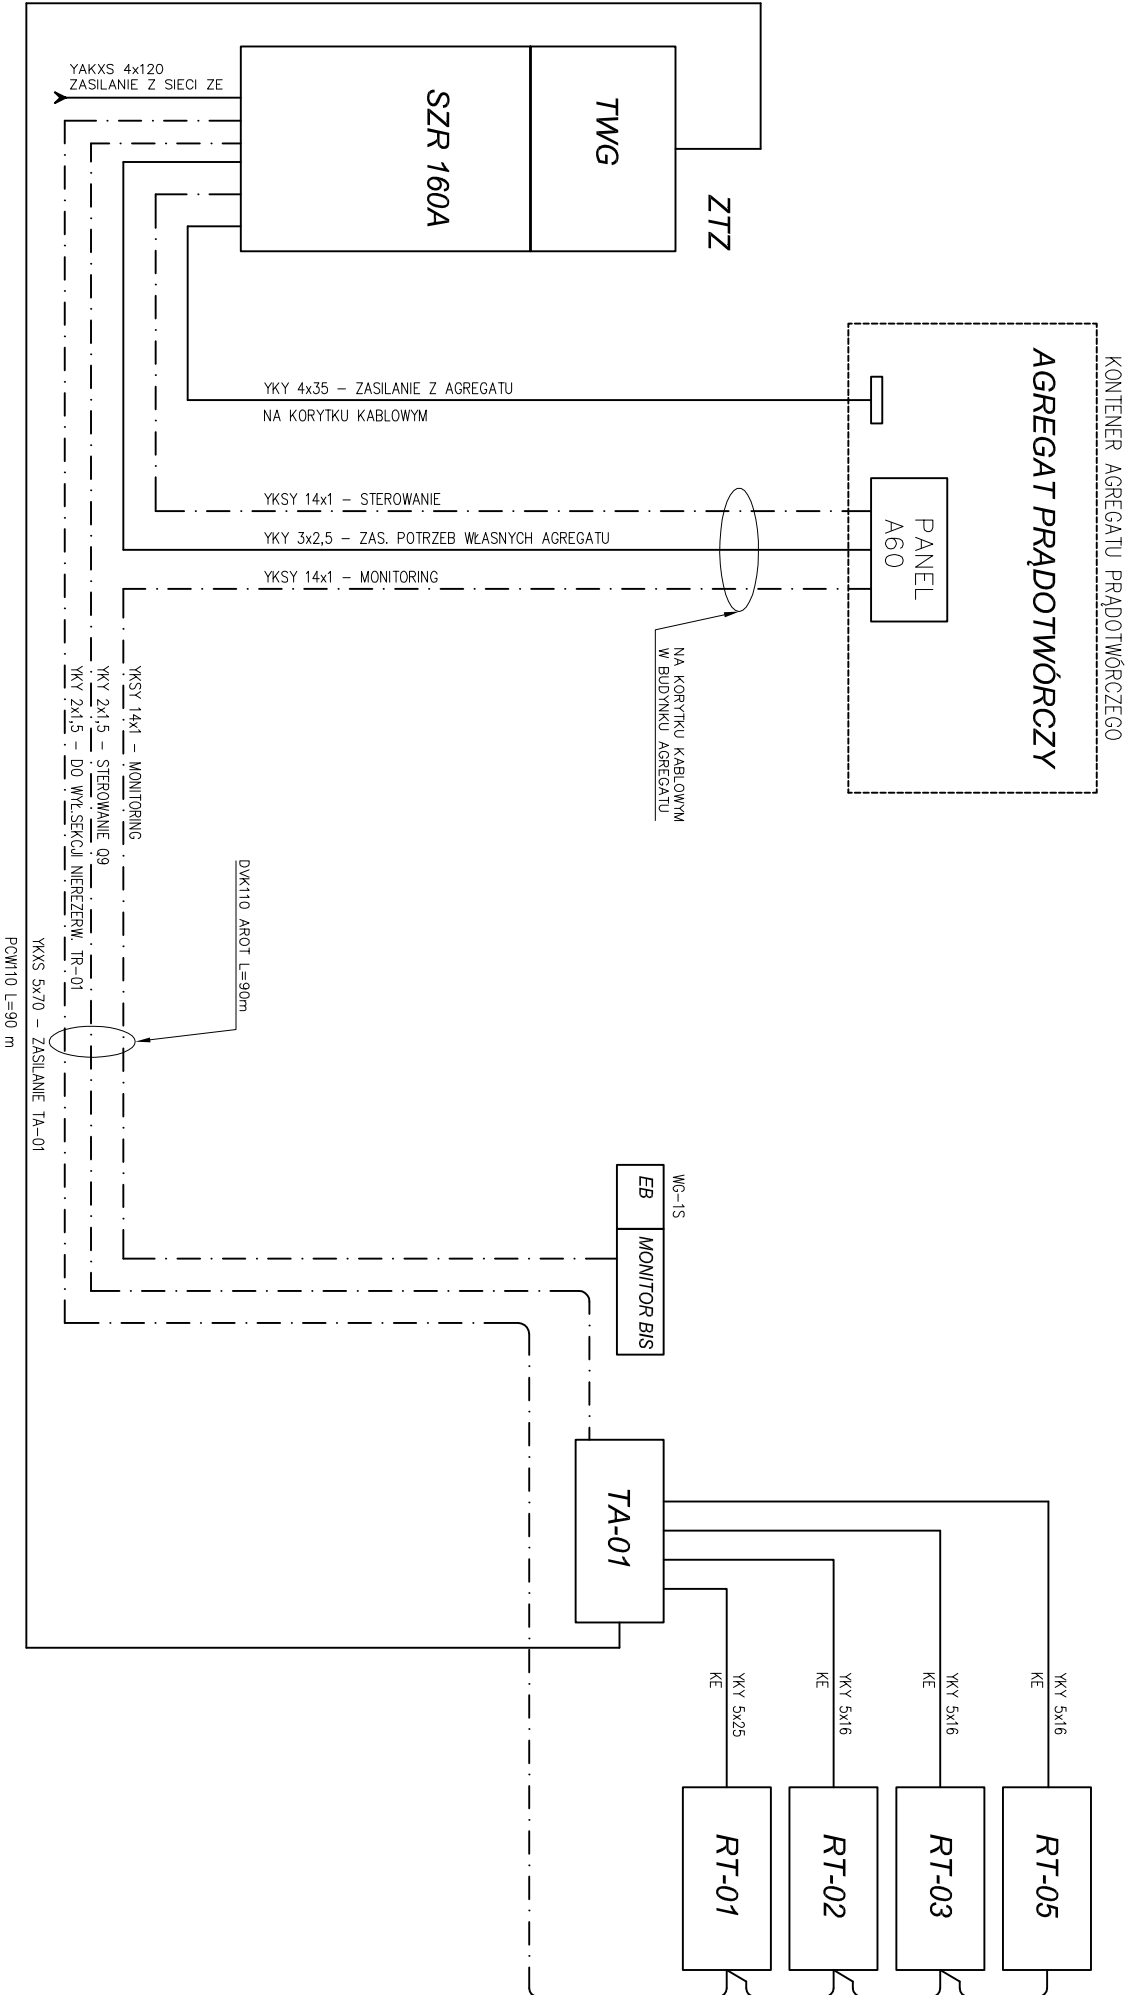 YAKXS 4x120
ZASILANIE Z SIECI ZE
SZR 160A
TWG
ZTZ
KONTENER AGREGATU PRĄDOTWÓRCZEGO
AGREGAT PRĄDOTWÓRCZY
PANEL
A60
YKY 4x35 – ZASILANIE Z AGREGATU
NA KORYTKU KABLOWYM
YKSY 14x1 – STEROWANIE
YKY 3x2,5 – ZAS. POTRZEB WŁASNYCH AGREGATU
YKSY 14x1 – MONITORING
NA KORYTKU KABLOWYM
W BUDYNKU AGREGATU
YKSY 14x1 – MONITORING
YKY 2x1,5 – STEROWANIE Q9
YKY 2x1,5 – DO WYŁ.SEKCJI NIEREZERW. TR-01
DVK110 AROT L=90m
YKXS 5x70 – ZASILANIE TA-01
PCW110 L=90 m
WG-1S
EB
MONITOR BIS
TA-01
YKY 5x16
KE
YKY 5x16
KE
YKY 5x16
KE
YKY 5x25
KE
RT-05
RT-03
RT-02
RT-01